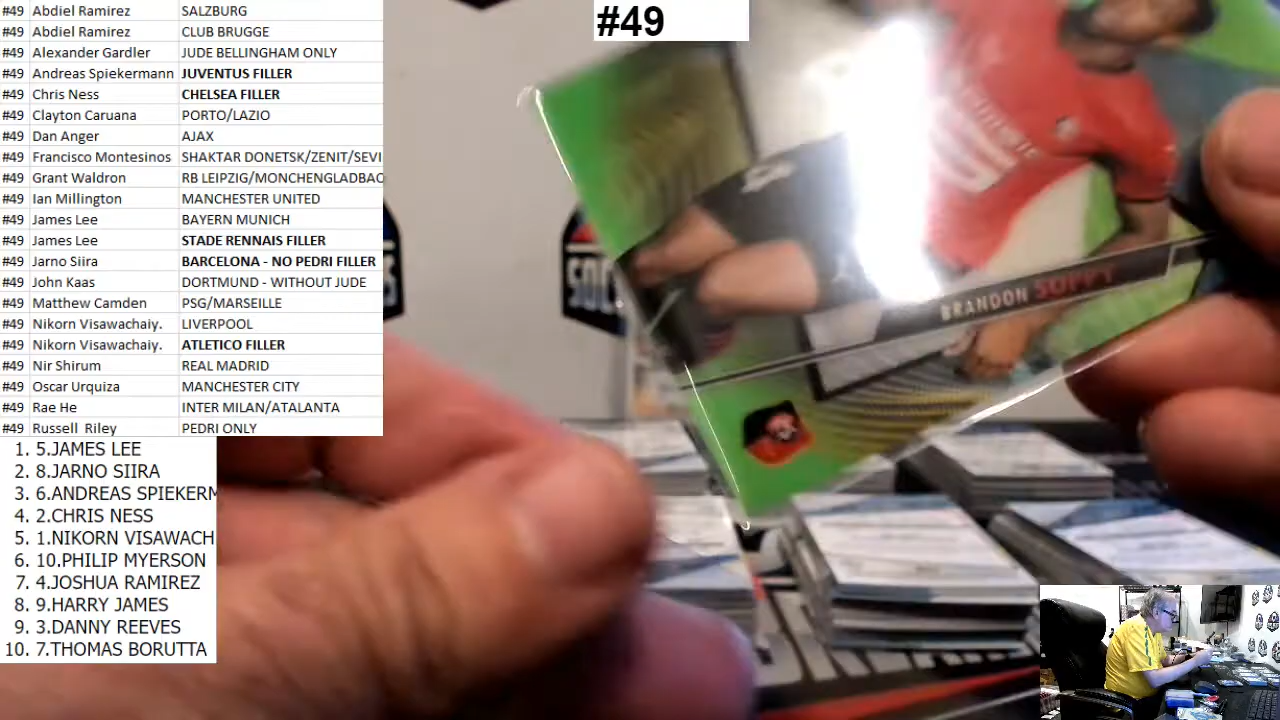 #49 Abdiel Ramirez SALZBURG
#49 Abdiel Ramirez CLUB BRUGGE
#49 Alexander Gardler JUDE BELLINGHAM ONLY
#49 Andreas Spiekermann JUVENTUS FILLER
#49 Chris Ness CHELSEA FILLER
#49 Clayton Caruana PORTO/LAZIO
#49 Dan Anger AJAX
#49 Francisco Montesinos SHAKTAR DONETSK/ZENIT/SEVI
#49 Grant Waldron RB LEIPZIG/MONCHENGLADBAC
#49 Ian Millington MANCHESTER UNITED
#49 James Lee BAYERN MUNICH
#49 James Lee STADE RENNAIS FILLER
#49 Jarno Siira BARCELONA - NO PEDRI FILLER
#49 John Kaas DORTMUND - WITHOUT JUDE
#49 Matthew Camden PSG/MARSEILLE
#49 Nikorn Visawachaiy. LIVERPOOL
#49 Nikorn Visawachaiy. ATLETICO FILLER
#49 Nir Shirum REAL MADRID
#49 Oscar Urquiza MANCHESTER CITY
#49 Rae He INTER MILAN/ATALANTA
#49 Russell Riley PEDRI ONLY
1. 5.JAMES LEE
2. 8.JARNO SIIRA
3. 6.ANDREAS SPIEKERM
4. 2.CHRIS NESS
5. 1.NIKORN VISAWACH
6. 10.PHILIP MYERSON
7. 4.JOSHUA RAMIREZ
8. 9.HARRY JAMES
9. 3.DANNY REEVES
10. 7.THOMAS BORUTTA
#49
SOC
BRANDON SOPPY